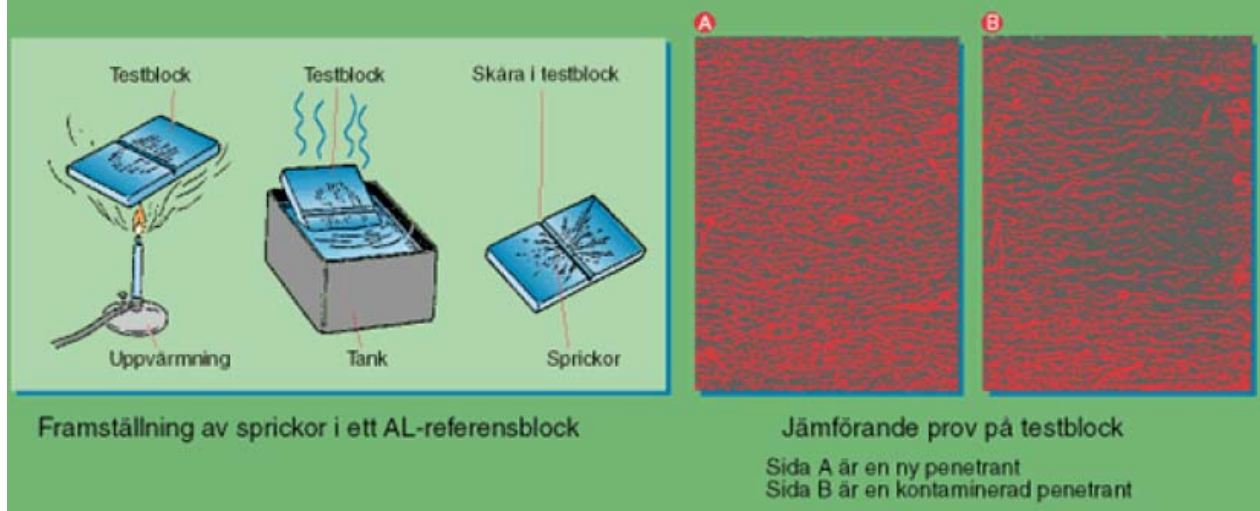 Testblock
Testblock
Skåra i testblock
Uppvärmning
Tank
Sprickor
Framställning av sprickor i ett AL-referensblock
A
B
Jämförande prov på testblock
Sida A är en ny penetrant
Sida B är en kontaminerad penetrant